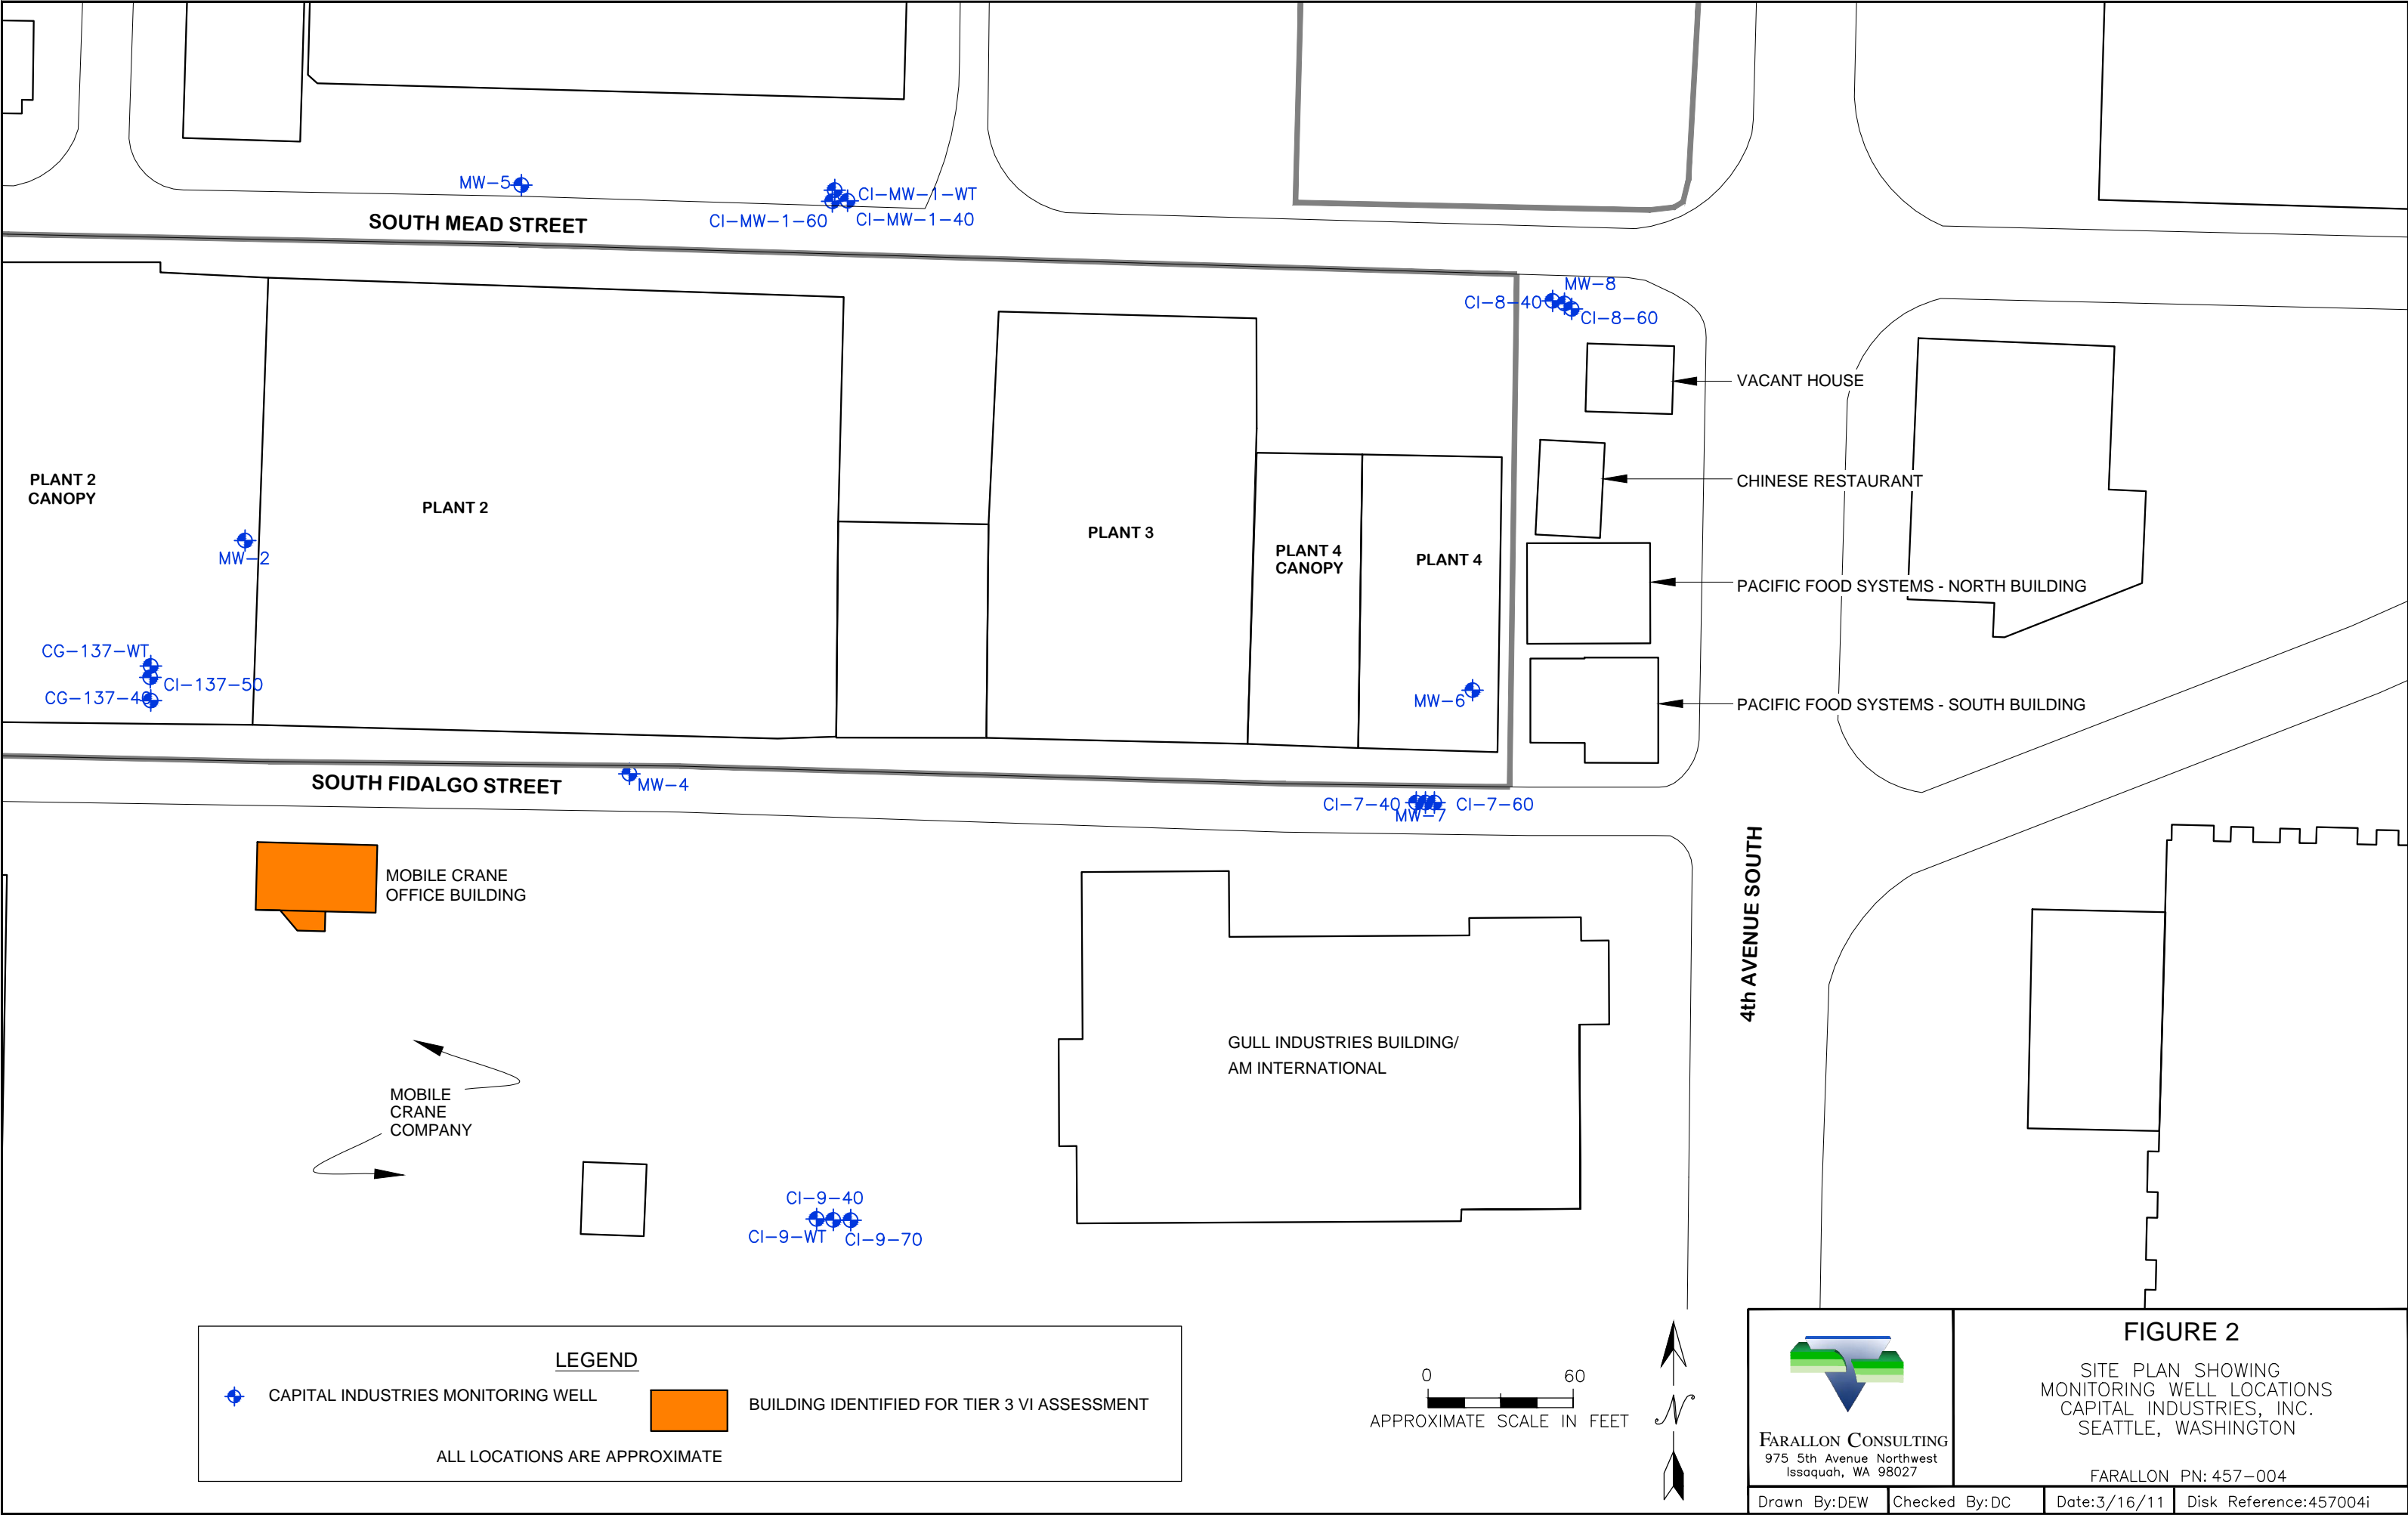 MW-5
CI-MW-1-WT
CI-MW-1-60
CI-MW-1-40
SOUTH MEAD STREET
MW-8
CI-8-40
CI-8-60
VACANT HOUSE
CHINESE RESTAURANT
PLANT 2
CANOPY
PLANT 2
PLANT 3
PLANT 4
CANOPY
PLANT 4
MW-2
PACIFIC FOOD SYSTEMS - NORTH BUILDING
CG-137-WT
CI-137-50
CG-137-40
MW-6
PACIFIC FOOD SYSTEMS - SOUTH BUILDING
SOUTH FIDALGO STREET
MW-4
CI-7-40
MW-7
CI-7-60
4th AVENUE SOUTH
MOBILE CRANE
OFFICE BUILDING
GULL INDUSTRIES BUILDING/
AM INTERNATIONAL
MOBILE
CRANE
COMPANY
CI-9-40
CI-9-WT
CI-9-70
LEGEND
CAPITAL INDUSTRIES MONITORING WELL
BUILDING IDENTIFIED FOR TIER 3 VI ASSESSMENT
ALL LOCATIONS ARE APPROXIMATE
0 60
APPROXIMATE SCALE IN FEET
N
FARALLON CONSULTING
975 5th Avenue Northwest
Issaquah, WA 98027
FIGURE 2
SITE PLAN SHOWING
MONITORING WELL LOCATIONS
CAPITAL INDUSTRIES, INC.
SEATTLE, WASHINGTON
FARALLON PN: 457-004
Drawn By:DEW
Checked By:DC
Date:3/16/11
Disk Reference:457004i